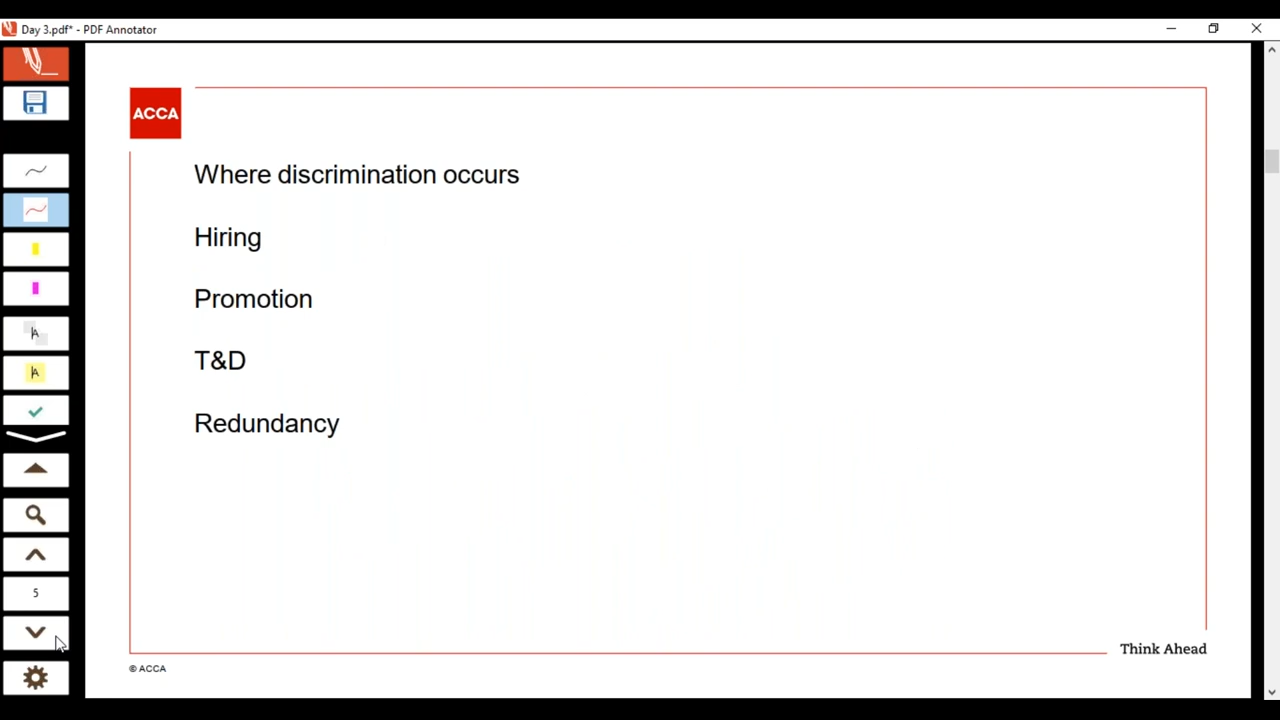 Day 3.pdf* - PDF Annotator
ACCA
Where discrimination occurs
Hiring
Promotion
T&D
Redundancy
A
A
5
Think Ahead
© ACCA